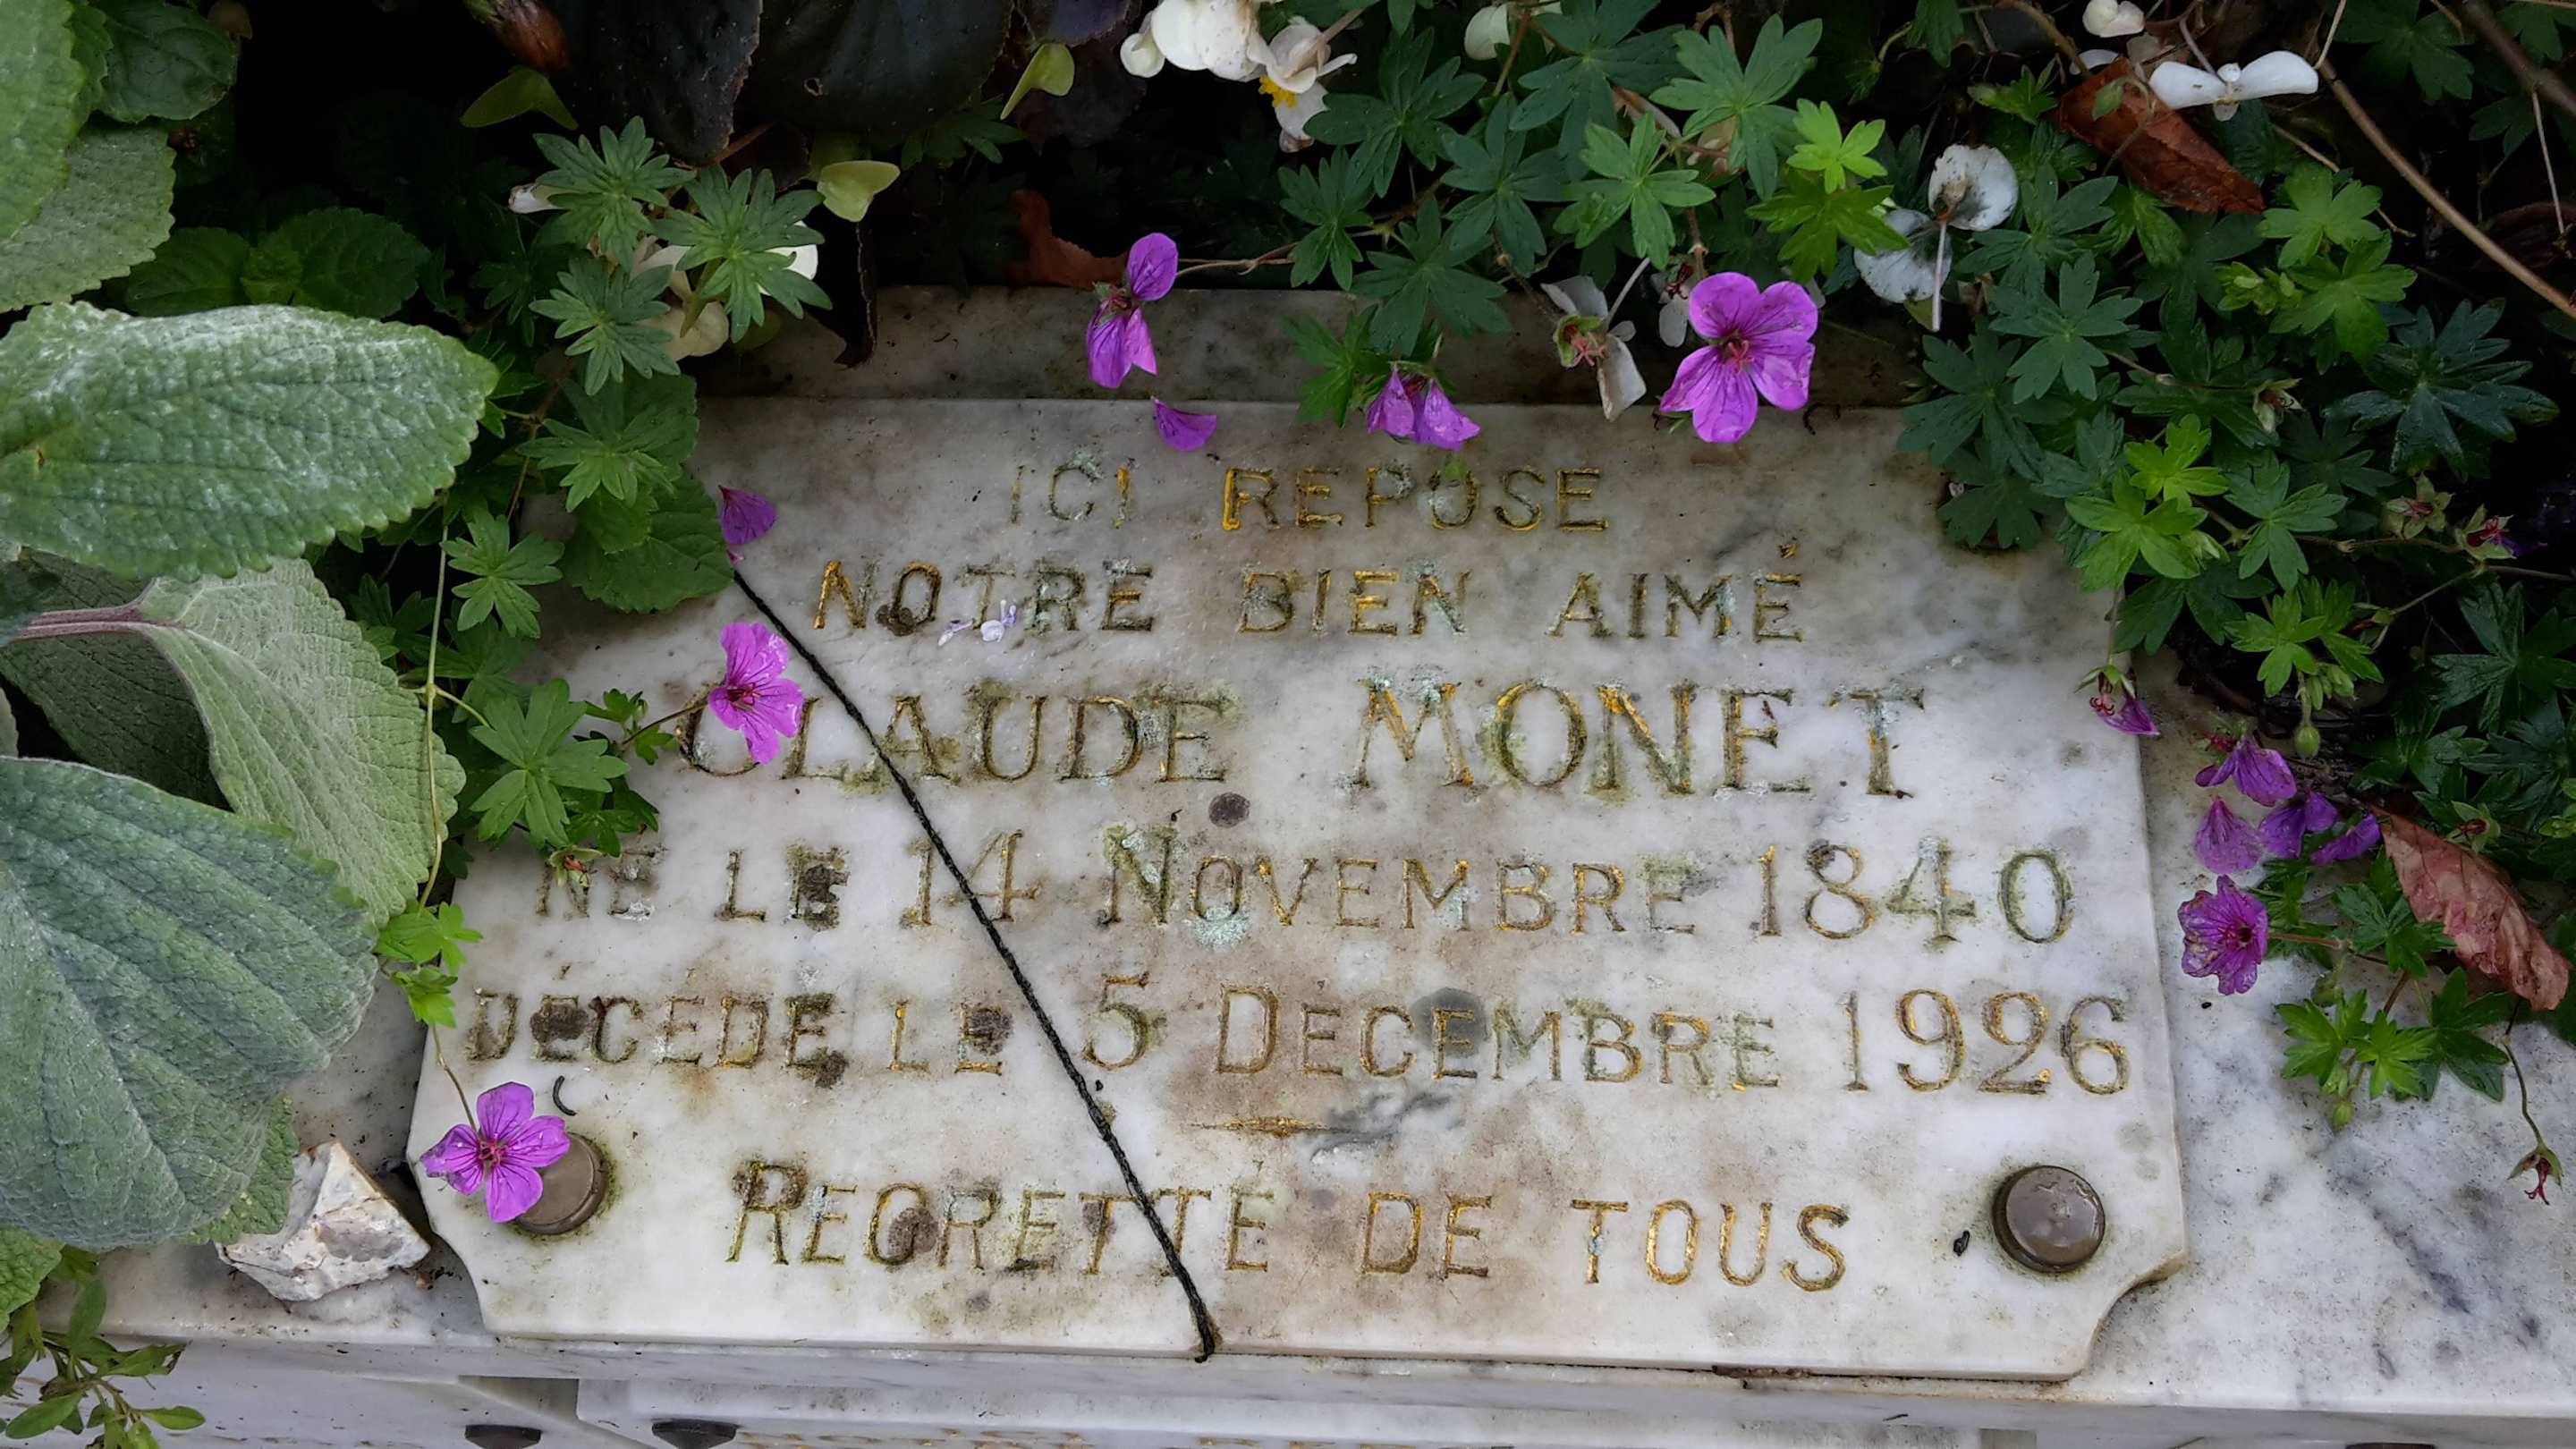 ICI REPOSE
NOTRE BIEN AIMÉ
CLAUDE MONET
NÉ LE 14 NOVEMBRE 1840
DÉCÉDÉ LE 5 DECEMBRE 1926
REGRETTÉ DE TOUS